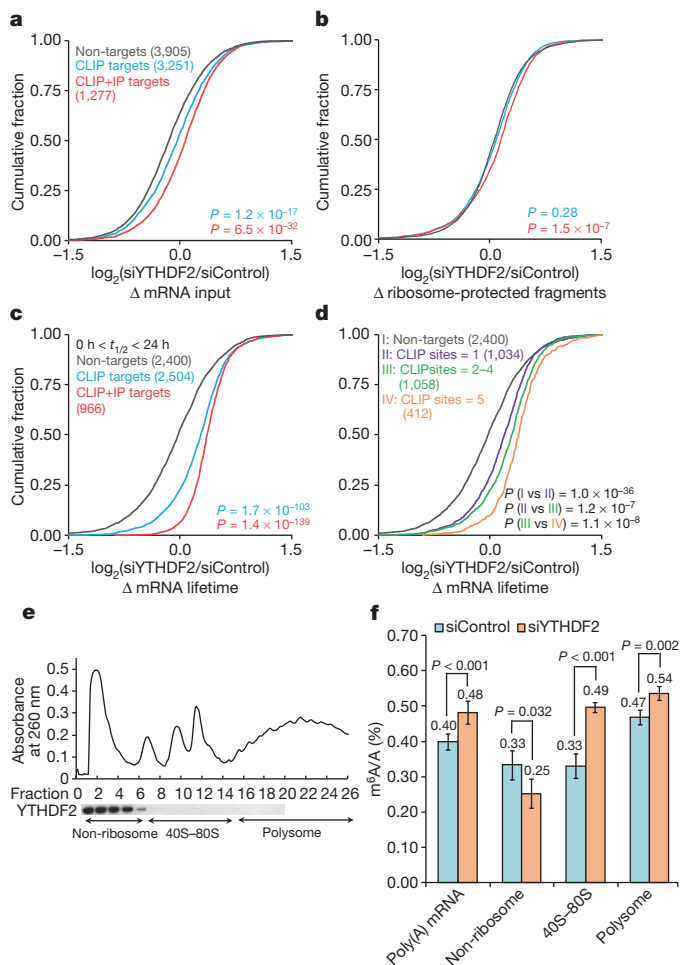 a
1.00
0.75
0.50
0.25
0.00
Cumulative fraction
Non-targets (3,905)
CLIP targets (3,251)
CLIP+IP targets
(1,277)
P = 1.2 × 10⁻¹⁷
P = 6.5 × 10⁻³²
−1.5
0.0
1.5
log₂(siYTHDF2/siControl)
Δ mRNA input
b
1.00
0.75
0.50
0.25
0.00
Cumulative fraction
P = 0.28
P = 1.5 × 10⁻⁷
−1.5
0.0
1.5
log₂(siYTHDF2/siControl)
Δ ribosome-protected fragments
c
1.00
0.75
0.50
0.25
0.00
Cumulative fraction
0 h < t₁/₂ < 24 h
Non-targets (2,400)
CLIP targets (2,504)
CLIP+IP targets
(966)
P = 1.7 × 10⁻¹⁰³
P = 1.4 × 10⁻¹³⁹
−1.5
0.0
1.5
log₂(siYTHDF2/siControl)
Δ mRNA lifetime
d
1.00
0.75
0.50
0.25
0.00
Cumulative fraction
I: Non-targets (2,400)
II: CLIP sites = 1 (1,034)
III: CLIPsites = 2–4
(1,058)
IV: CLIP sites = 5
(412)
P (I vs II) = 1.0 × 10⁻³⁶
P (II vs III) = 1.2 × 10⁻⁷
P (III vs IV) = 1.1 × 10⁻⁸
−1.5
0.0
1.5
log₂(siYTHDF2/siControl)
Δ mRNA lifetime
e
0.5
0.4
0.3
0.2
0.1
0
Absorbance
at 260 nm
Fraction 0 2 4 6 8 10 12 14 16 18 20 22 24 26
YTHDF2
Non-ribosome 40S–80S Polysome
f
siControl siYTHDF2
0.70
0.60
0.50
0.40
0.30
0.20
0.10
0.00
m⁶A/A (%)
P < 0.001
0.40
0.48
P = 0.032
0.33
0.25
P < 0.001
0.33
0.49
P = 0.002
0.47
0.54
Poly(A) mRNA
Non-ribosome
40S–80S
Polysome